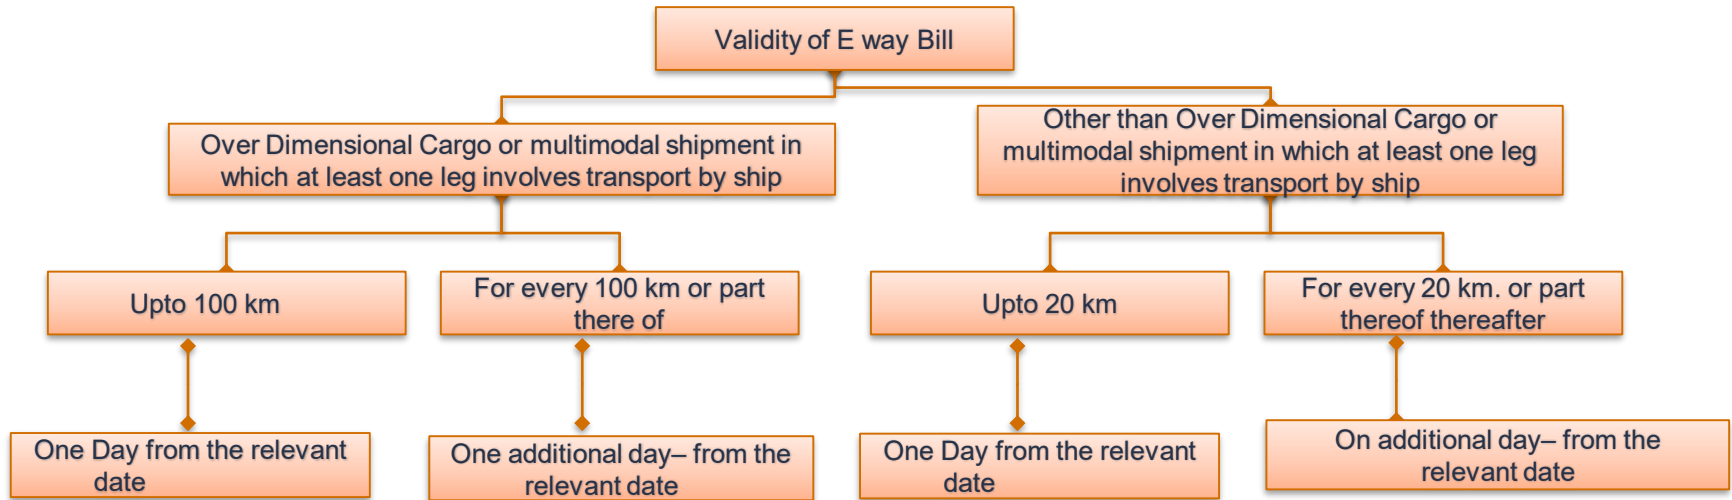 Validity of E way Bill
Over Dimensional Cargo or multimodal shipment in
which at least one leg involves transport by ship
Other than Over Dimensional Cargo or
multimodal shipment in which at least one leg
involves transport by ship
Upto 100 km
For every 100 km or part
there of
Upto 20 km
For every 20 km. or part
thereof thereafter
One Day from the relevant
date
One additional day– from the
relevant date
One Day from the relevant
date
On additional day– from the
relevant date